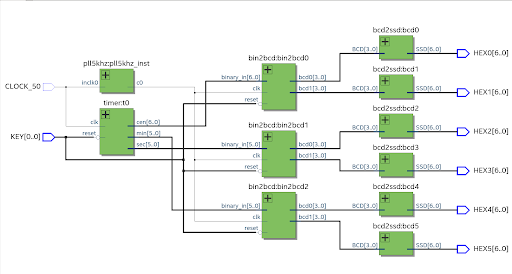 bcd2ssd:bcd0
BCD[3..0]
SSD[6..0]
HEX0[6..0]
pll5khz:pll5khz_inst
bin2bcd:bin2bcd0
CLOCK_50
inclk0
c0
binary_in[6..0]
bcd0[3..0]
clk
bcd1[3..0]
reset
bcd2ssd:bcd1
BCD[3..0]
SSD[6..0]
HEX1[6..0]
timer:t0
clk
cen[6..0]
KEY[0..0]
reset
min[5..0]
sec[5..0]
bcd2ssd:bcd2
BCD[3..0]
SSD[6..0]
HEX2[6..0]
bin2bcd:bin2bcd1
binary_in[5..0]
bcd0[3..0]
clk
bcd1[3..0]
reset
bcd2ssd:bcd3
BCD[3..0]
SSD[6..0]
HEX3[6..0]
bin2bcd:bin2bcd2
binary_in[5..0]
bcd0[3..0]
clk
bcd1[3..0]
reset
bcd2ssd:bcd4
BCD[3..0]
SSD[6..0]
HEX4[6..0]
bcd2ssd:bcd5
BCD[3..0]
SSD[6..0]
HEX5[6..0]